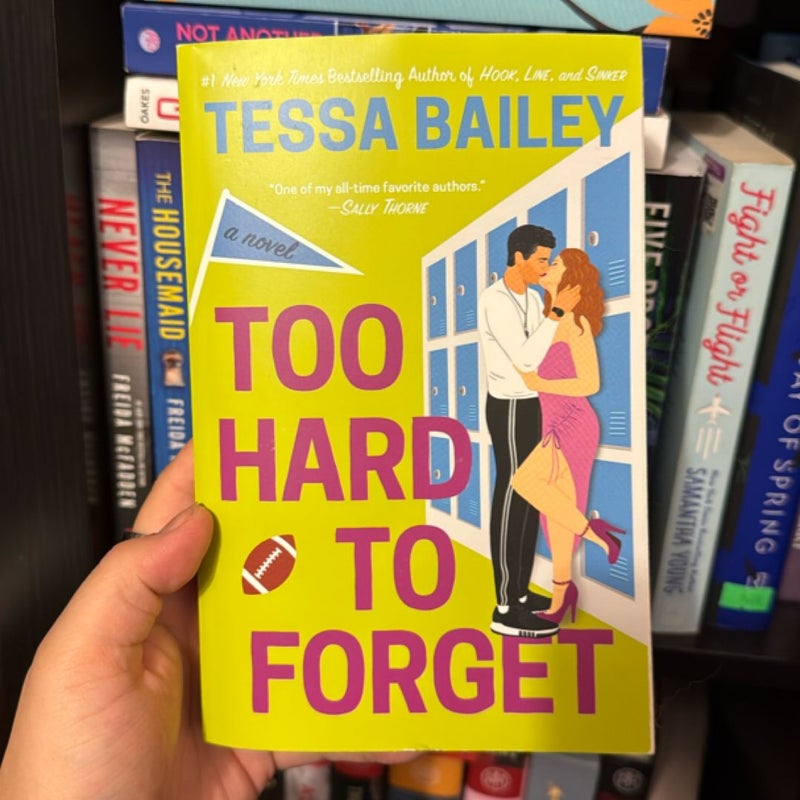 NOT ANOTHER
OAKES
#1 New York Times Bestselling Author of HOOK, LINE, and SINKER
TESSA BAILEY
"One of my all-time favorite authors."
—SALLY THORNE
a novel
TOO
HARD
TO
FORGET
NEVER LIE
FREIDA McFADDEN
THE HOUSEMAID
FREIDA
FIVE
Fight or Flight
SAMANTHA YOUNG
OF SPRING